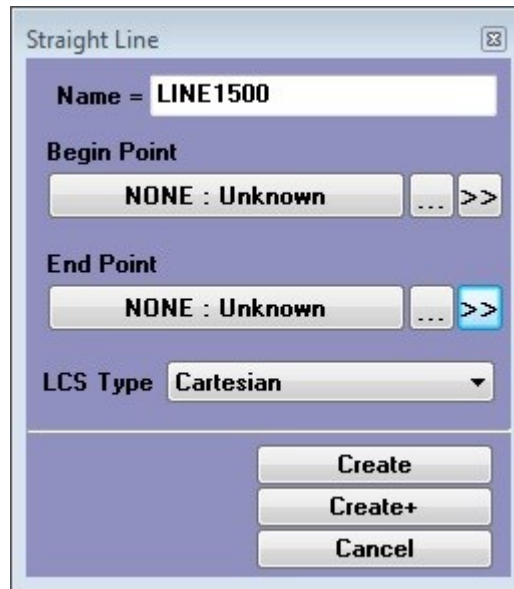 Straight Line
Name = LINE1500
Begin Point
NONE : Unknown ... >>
End Point
NONE : Unknown ... >>
LCS Type Cartesian
Create
Create+
Cancel